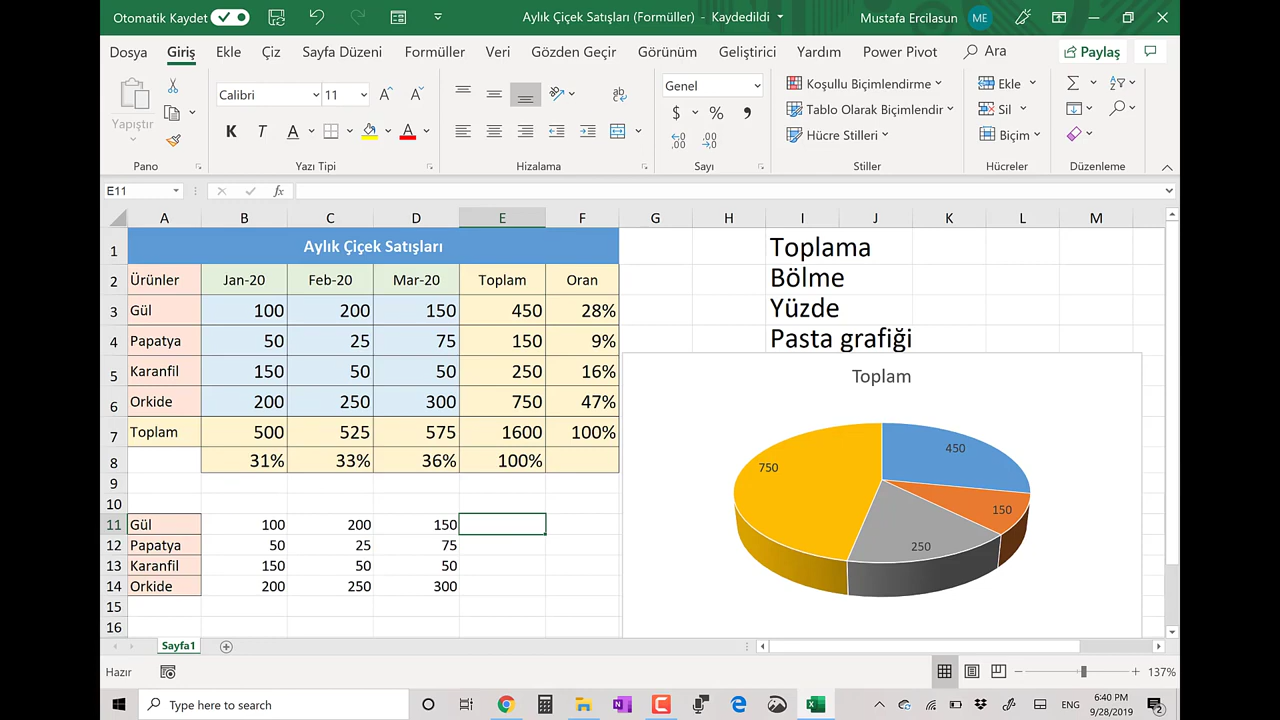 Otomatik Kaydet
Aylık Çiçek Satışları (Formüller) - Kaydedildi
Mustafa Ercilasun ME
Dosya Giriş Ekle Çiz Sayfa Düzeni Formüller Veri Gözden Geçir Görünüm Geliştirici Yardım Power Pivot Ara Paylaş
Yapıştır
Calibri 11
K T A A
Genel
$ % ,
Koşullu Biçimlendirme
Tablo Olarak Biçimlendir
Hücre Stilleri
Ekle
Sil
Biçim
Pano Yazı Tipi Hizalama Sayı Stiller Hücreler Düzenleme
E11 fx
A B C D E F G H I J K L M
1 Aylık Çiçek Satışları Toplama
Bölme
2 Ürünler Jan-20 Feb-20 Mar-20 Toplam Oran
3 Gül 100 200 150 450 28% Yüzde
4 Papatya 50 25 75 150 9% Pasta grafiği
5 Karanfil 150 50 50 250 16%
6 Orkide 200 250 300 750 47%
7 Toplam 500 525 575 1600 100%
8 31% 33% 36% 100%
9
10
11 Gül 100 200 150
12 Papatya 50 25 75
13 Karanfil 150 50 50
14 Orkide 200 250 300
15
16
Toplam
450
750
150
250
Sayfa1
Hazır
137%
Type here to search
ENG
6:40 PM
9/28/2019
2